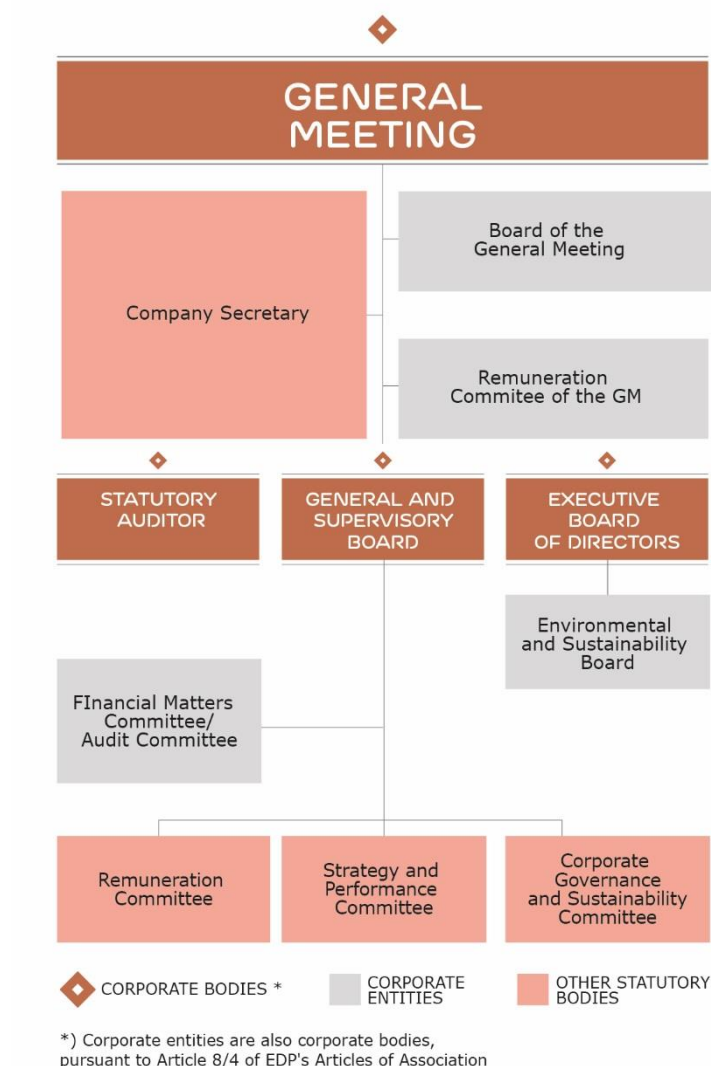 GENERAL
MEETING
Company Secretary
Board of the
General Meeting
Remuneration
Commitee of the GM
STATUTORY
AUDITOR
GENERAL AND
SUPERVISORY
BOARD
EXECUTIVE
BOARD
OF DIRECTORS
Environmental
and Sustainability
Board
FInancial Matters
Committee/
Audit Committee
Remuneration
Committee
Strategy and
Performance
Committee
Corporate
Governance
and Sustainability
Committee
CORPORATE BODIES *
CORPORATE
ENTITIES
OTHER STATUTORY
BODIES
*) Corporate entities are also corporate bodies,
pursuant to Article 8/4 of EDP's Articles of Association